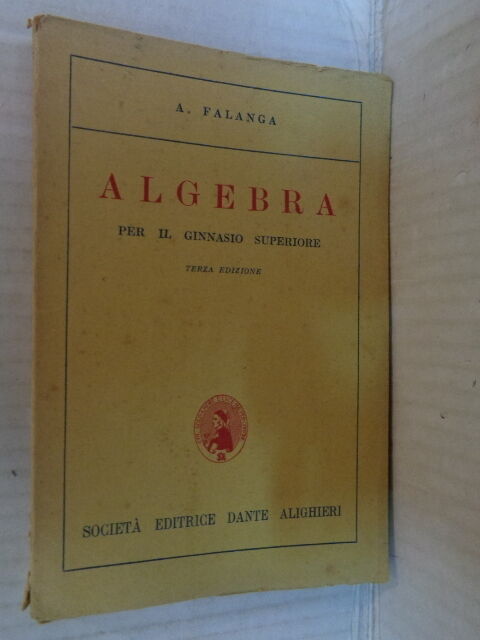 A. FALANGA
ALGEBRA
PER IL GINNASIO SUPERIORE
TERZA EDIZIONE
SOCIETÀ EDITRICE DANTE ALIGHIERI